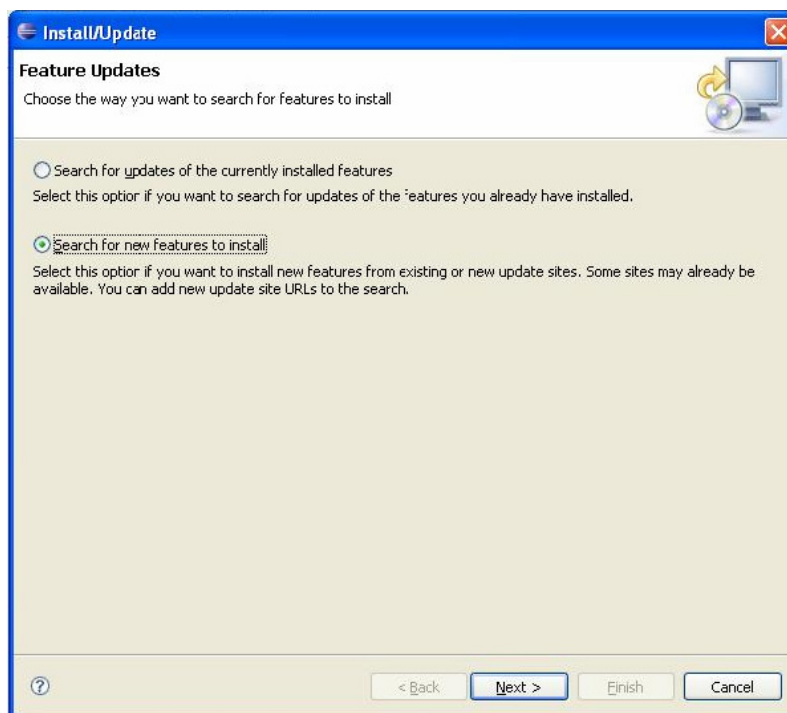 Install/Update
Feature Updates
Choose the way you want to search for features to install
Search for updates of the currently installed features
Select this option if you want to search for updates of the features you already have installed.
Search for new features to install
Select this option if you want to install new features from existing or new update sites. Some sites may already be
available. You can add new update site URLs to the search.
? < Back Next > Finish Cancel